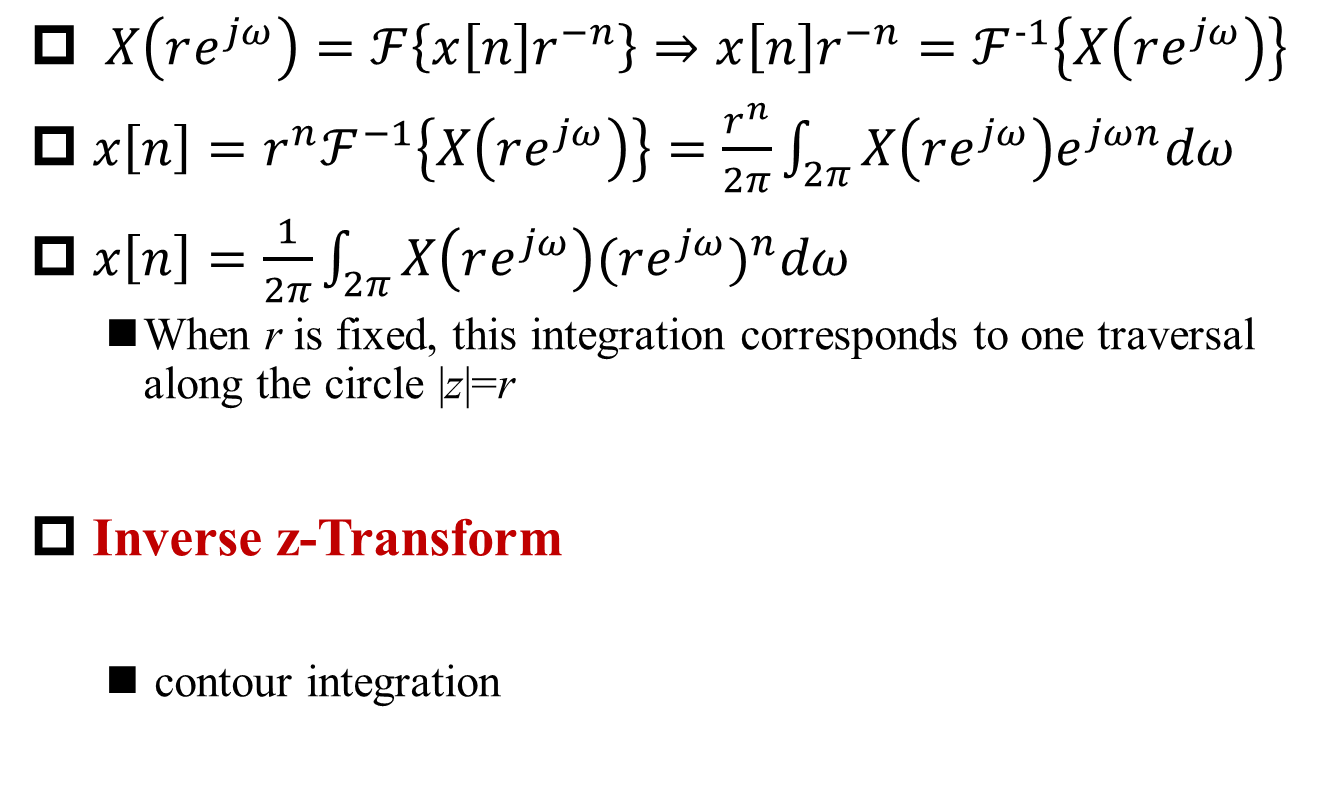 X(re^{jω}) = ℱ{x[n]r^{−n}} ⇒ x[n]r^{−n} = ℱ^{-1}{X(re^{jω})}
x[n] = r^n ℱ^{−1}{X(re^{jω})} = \frac{r^n}{2π} ∫_{2π} X(re^{jω})e^{jωn}dω
x[n] = \frac{1}{2π} ∫_{2π} X(re^{jω})(re^{jω})^n dω
When r is fixed, this integration corresponds to one traversal
along the circle |z|=r
Inverse z-Transform
contour integration